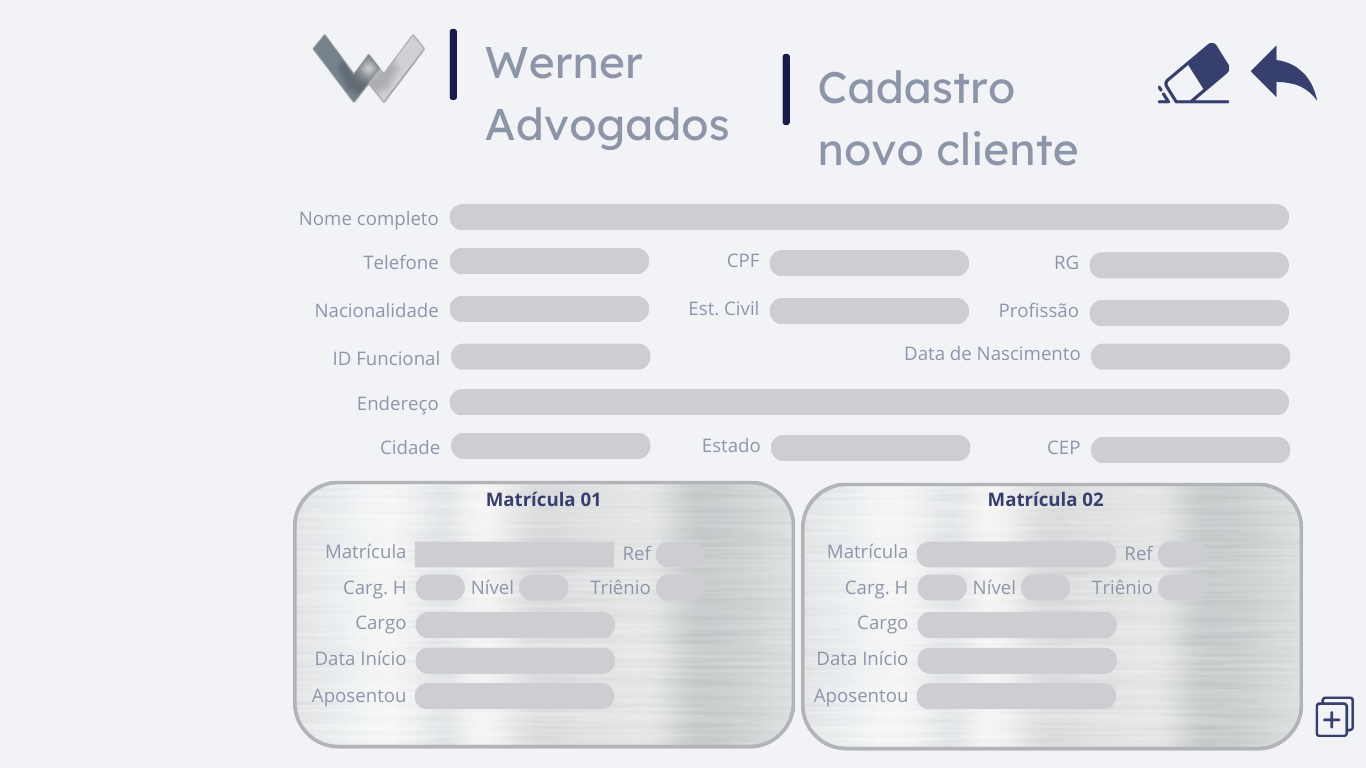 Werner
Advogados
Cadastro
novo cliente
Nome completo
Telefone CPF RG
Nacionalidade Est. Civil Profissão
ID Funcional Data de Nascimento
Endereço
Cidade Estado CEP
Matrícula 01
Matrícula Ref
Carg. H Nível Triênio
Cargo
Data Início
Aposentou
Matrícula 02
Matrícula Ref
Carg. H Nível Triênio
Cargo
Data Início
Aposentou